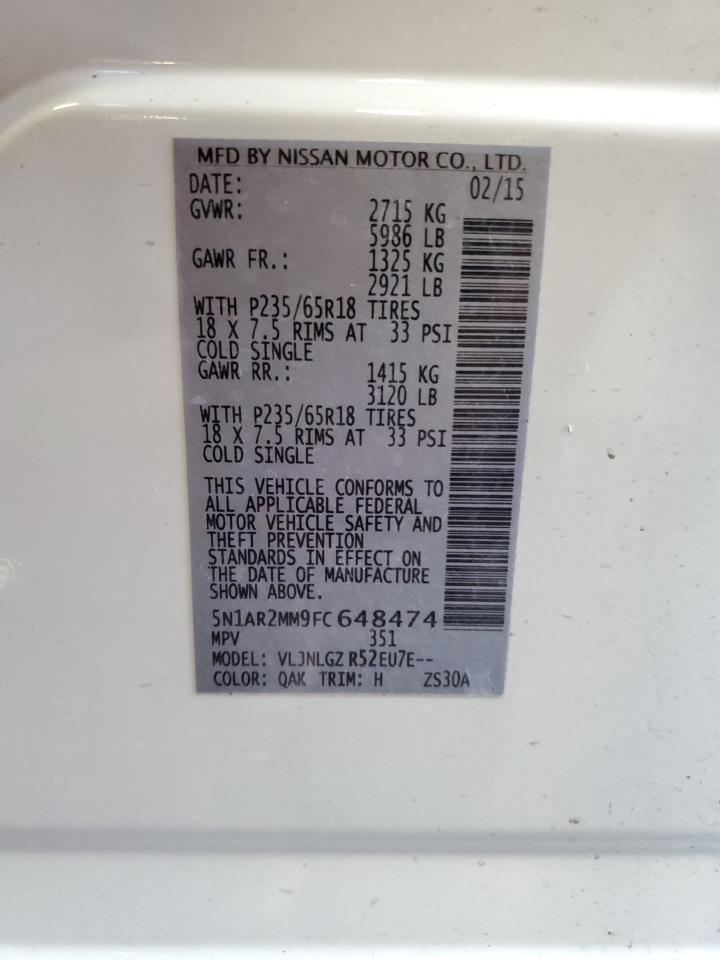 MFD BY NISSAN MOTOR CO., LTD.
DATE: 02/15
GVWR: 2715 KG
5986 LB
GAWR FR.: 1325 KG
2921 LB
WITH P235/65R18 TIRES
18 X 7.5 RIMS AT 33 PSI
COLD SINGLE
GAWR RR.: 1415 KG
3120 LB
WITH P235/65R18 TIRES
18 X 7.5 RIMS AT 33 PSI
COLD SINGLE
THIS VEHICLE CONFORMS TO
ALL APPLICABLE FEDERAL
MOTOR VEHICLE SAFETY AND
THEFT PREVENTION
STANDARDS IN EFFECT ON
THE DATE OF MANUFACTURE
SHOWN ABOVE.
5N1AR2MM9FC648474
MPV 351
MODEL: VLJNLGZ R52EU7E--
COLOR: QAK TRIM: H ZS30A